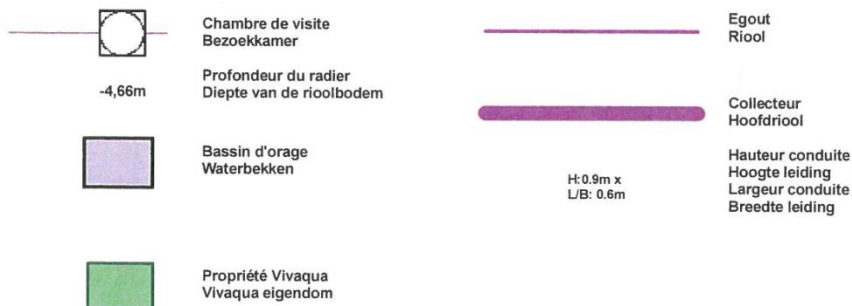 Chambre de visite
Bezoekkamer
-4,66m
Profondeur du radier
Diepte van de rioolbodem
Bassin d'orage
Waterbekken
Propriété Vivaqua
Vivaqua eigendom
Egout
Riool
Collecteur
Hoofdriool
H:0.9m x
L/B: 0.6m
Hauteur conduite
Hoogte leiding
Largeur conduite
Breedte leiding